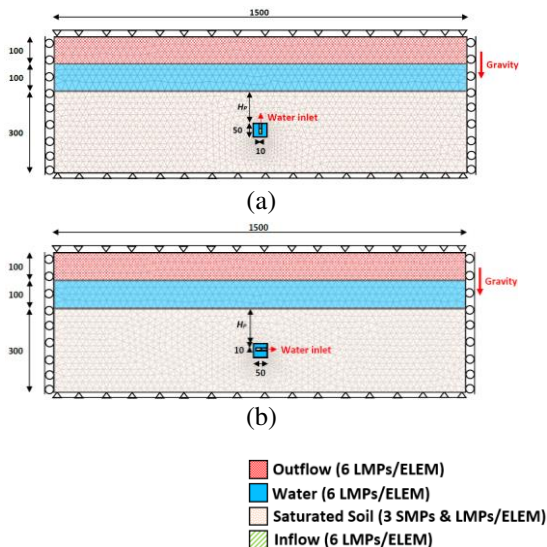 1500
100
100
Gravity
Hp
Water inlet
50
300
10
(a)
1500
100
Gravity
100
Hp
300
10
Water inlet
50
(b)
Outflow (6 LMPs/ELEM)
Water (6 LMPs/ELEM)
Saturated Soil (3 SMPs & LMPs/ELEM)
Inflow (6 LMPs/ELEM)